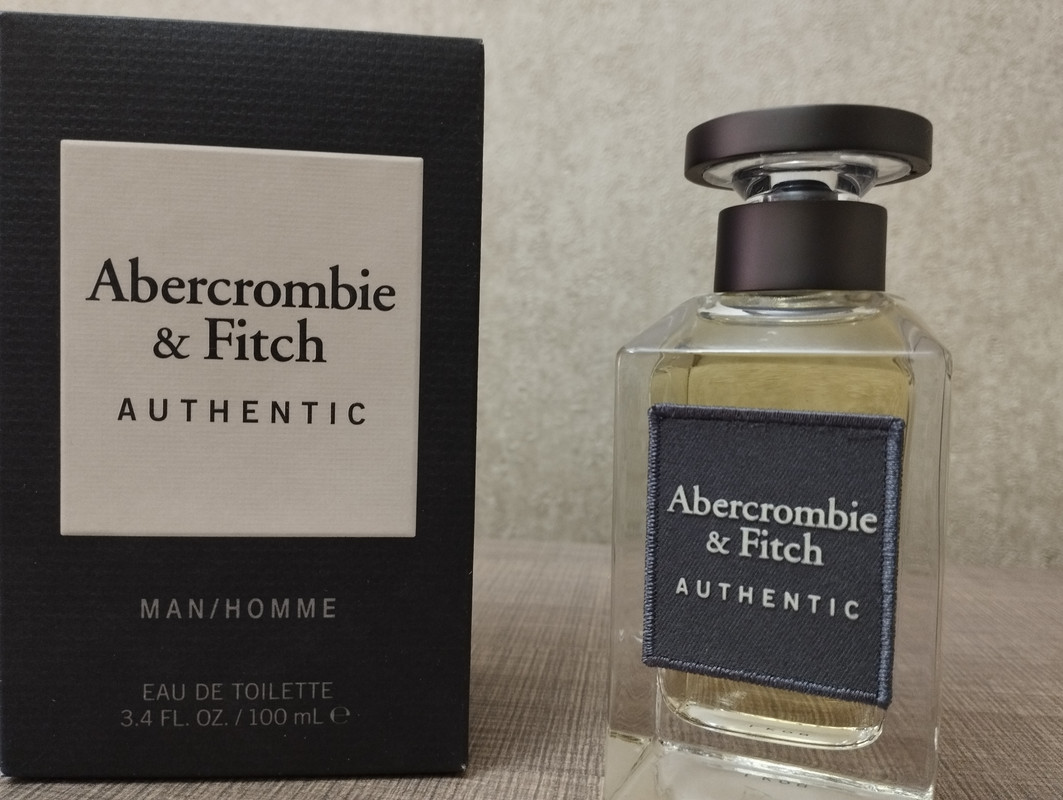 Abercrombie
& Fitch
AUTHENTIC
MAN/HOMME
EAU DE TOILETTE
3.4 FL. OZ. / 100 mL ℮
Abercrombie
& Fitch
AUTHENTIC